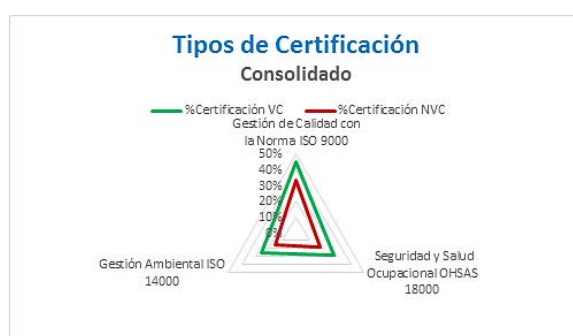 Tipos de Certificación
Consolidado
%Certificación VC
%Certificación NVC
Gestión de Calidad con
la Norma ISO 9000
50%
40%
30%
20%
10%
0%
Seguridad y Salud
Ocupacional OHSAS
18000
Gestión Ambiental ISO
14000